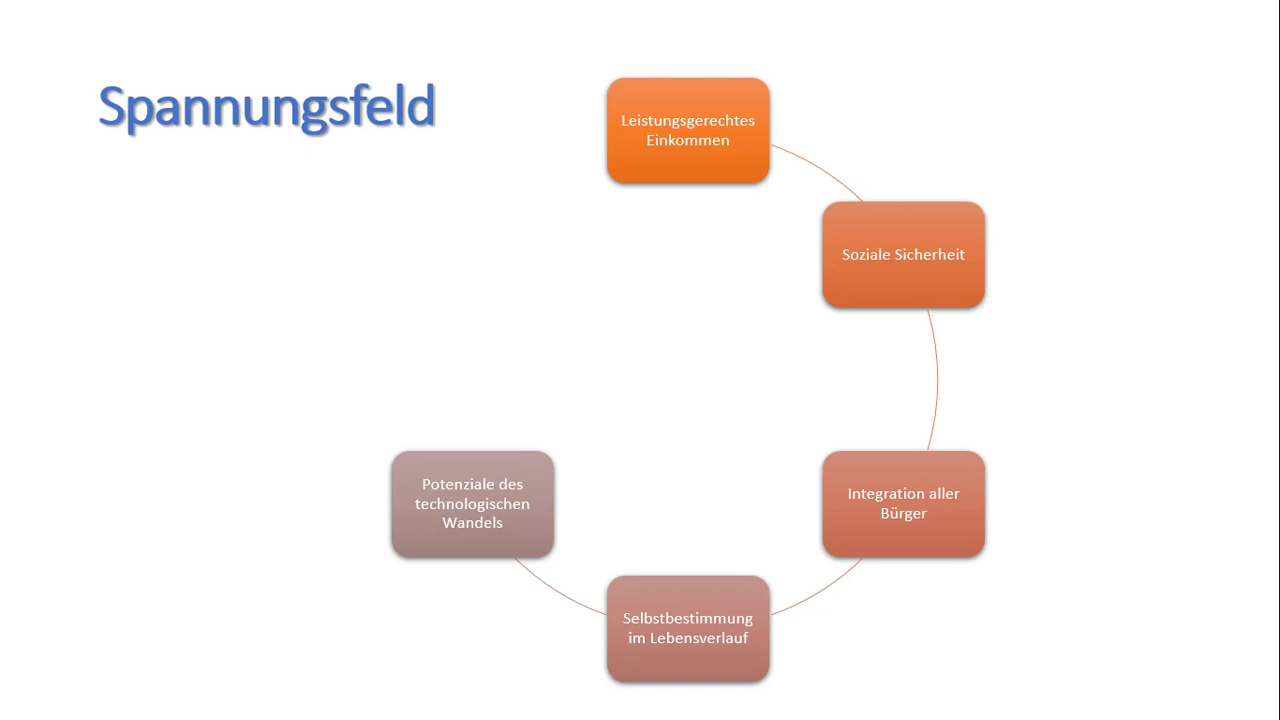 Spannungsfeld
Leistungsgerechtes
Einkommen
Soziale Sicherheit
Integration aller
Bürger
Selbstbestimmung
im Lebensverlauf
Potenziale des
technologischen
Wandels